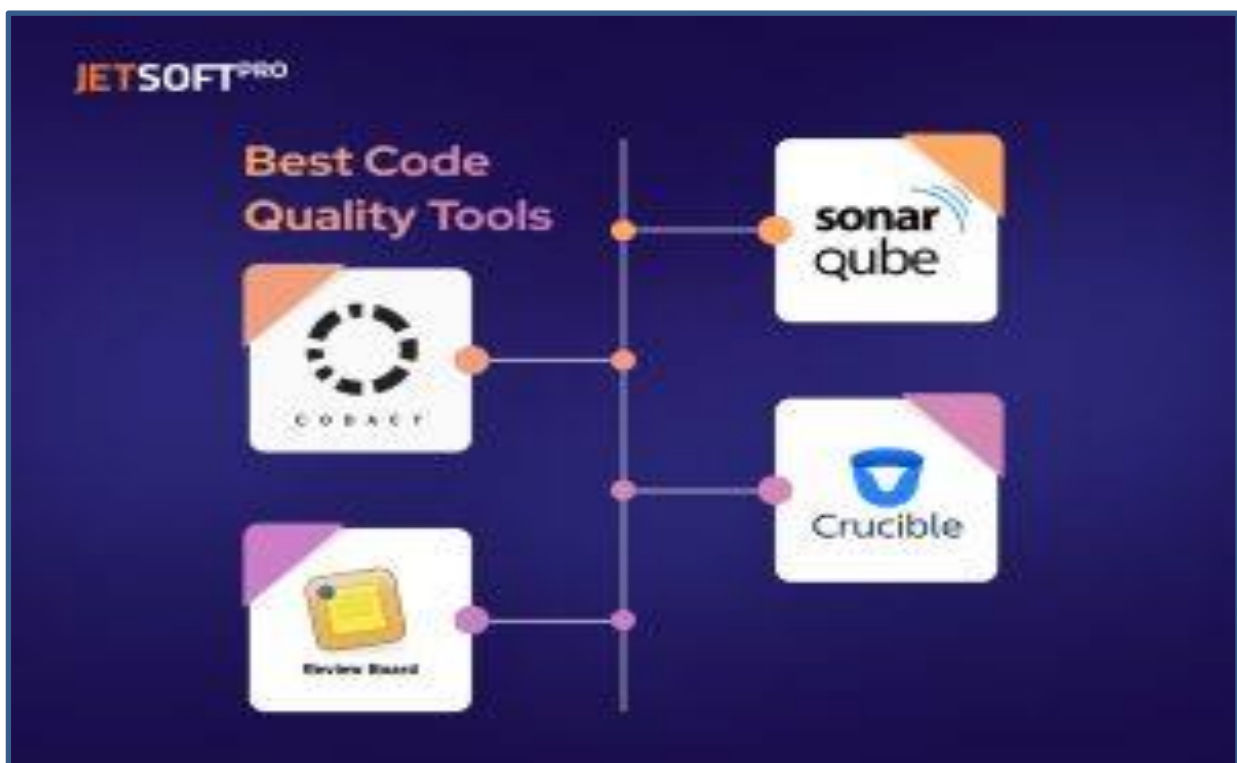 JETSOFTPRO
Best Code
Quality Tools
sonar
qube
CODACY
Crucible
Review Board